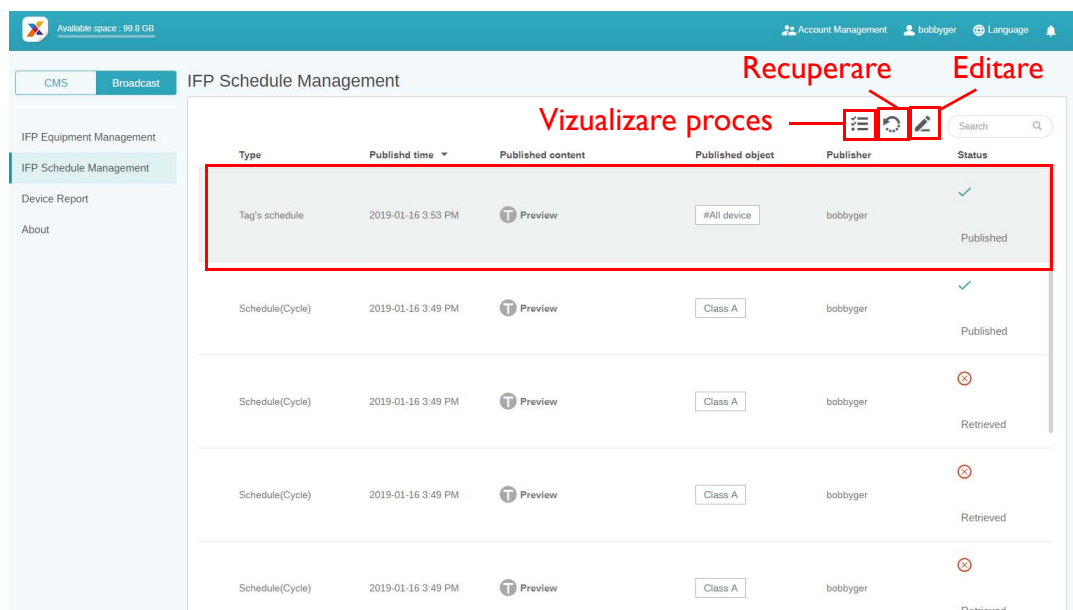 Available space : 99.8 GB
Account Management bobbyger Language
CMS Broadcast
IFP Schedule Management
Recuperare Editare
Vizualizare proces
Search
IFP Equipment Management
IFP Schedule Management
Device Report
About
Type Publishd time Published content Published object Publisher Status
Tag's schedule 2019-01-16 3:53 PM T Preview #All device bobbyger Published
Schedule(Cycle) 2019-01-16 3:49 PM T Preview Class A bobbyger Published
Schedule(Cycle) 2019-01-16 3:49 PM T Preview Class A bobbyger Retrieved
Schedule(Cycle) 2019-01-16 3:49 PM T Preview Class A bobbyger Retrieved
Schedule(Cycle) 2019-01-16 3:49 PM T Preview Class A bobbyger